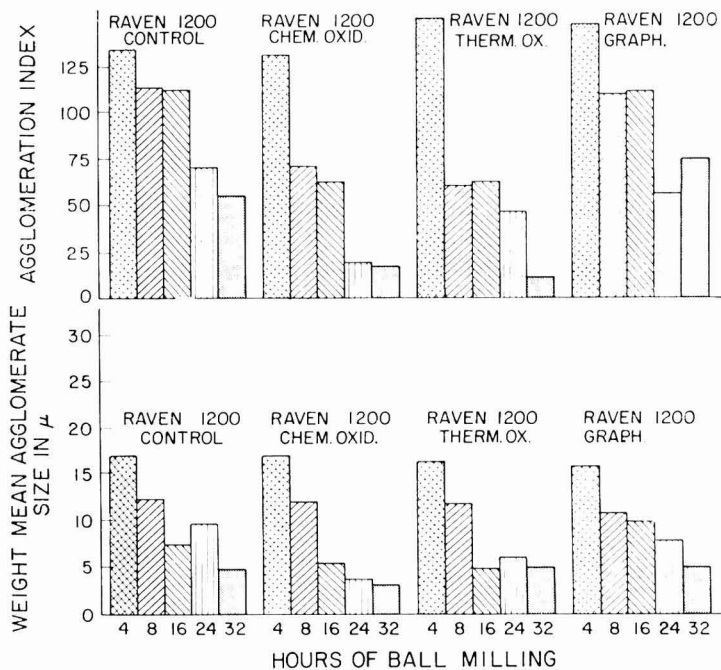 RAVEN 1200
CONTROL
RAVEN 1200
CHEM. OXID.
RAVEN 1200
THERM. OX.
RAVEN 1200
GRAPH.
AGGLOMERATION INDEX
125
100
75
50
25
0
WEIGHT MEAN AGGLOMERATE
SIZE IN μ
30
25
20
15
10
5
0
RAVEN 1200
CONTROL
RAVEN 1200
CHEM. OXID.
RAVEN 1200
THERM. OX.
RAVEN 1200
GRAPH.
4 8 16 24 32 4 8 16 24 32 4 8 16 24 32 4 8 16 24 32
HOURS OF BALL MILLING